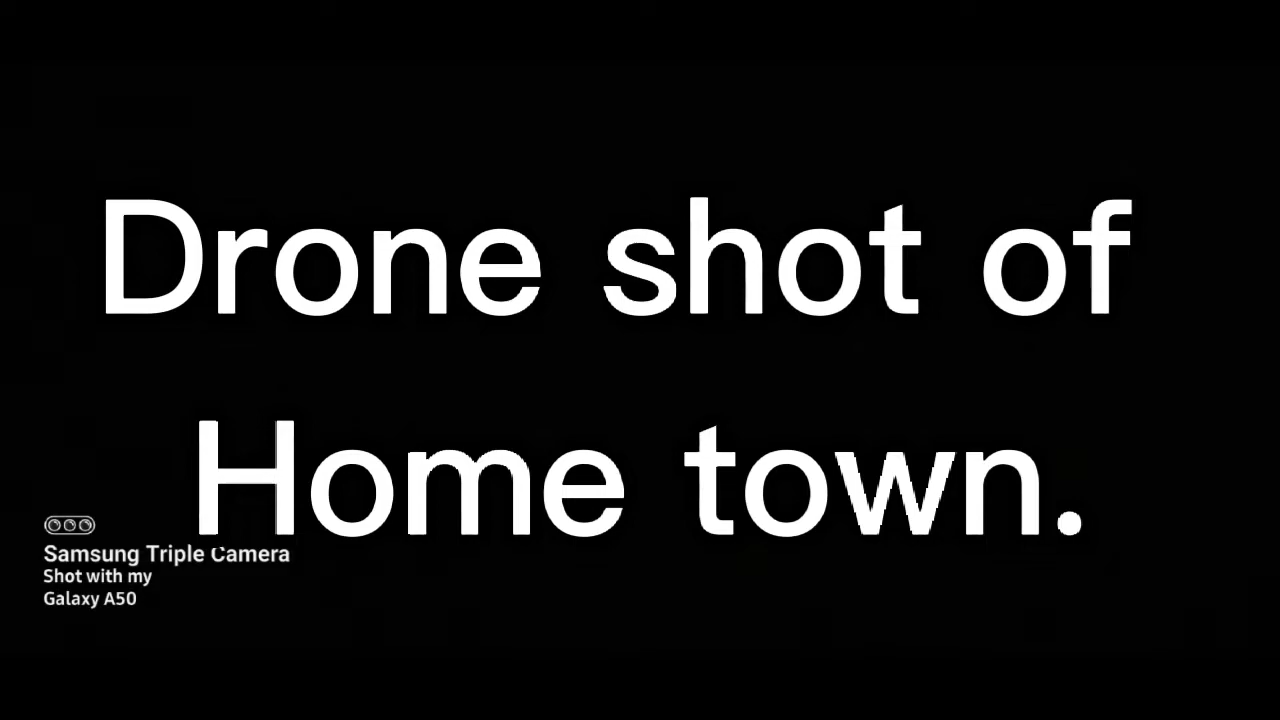 Drone shot of
Home town.
Samsung Triple Camera
Shot with my
Galaxy A50